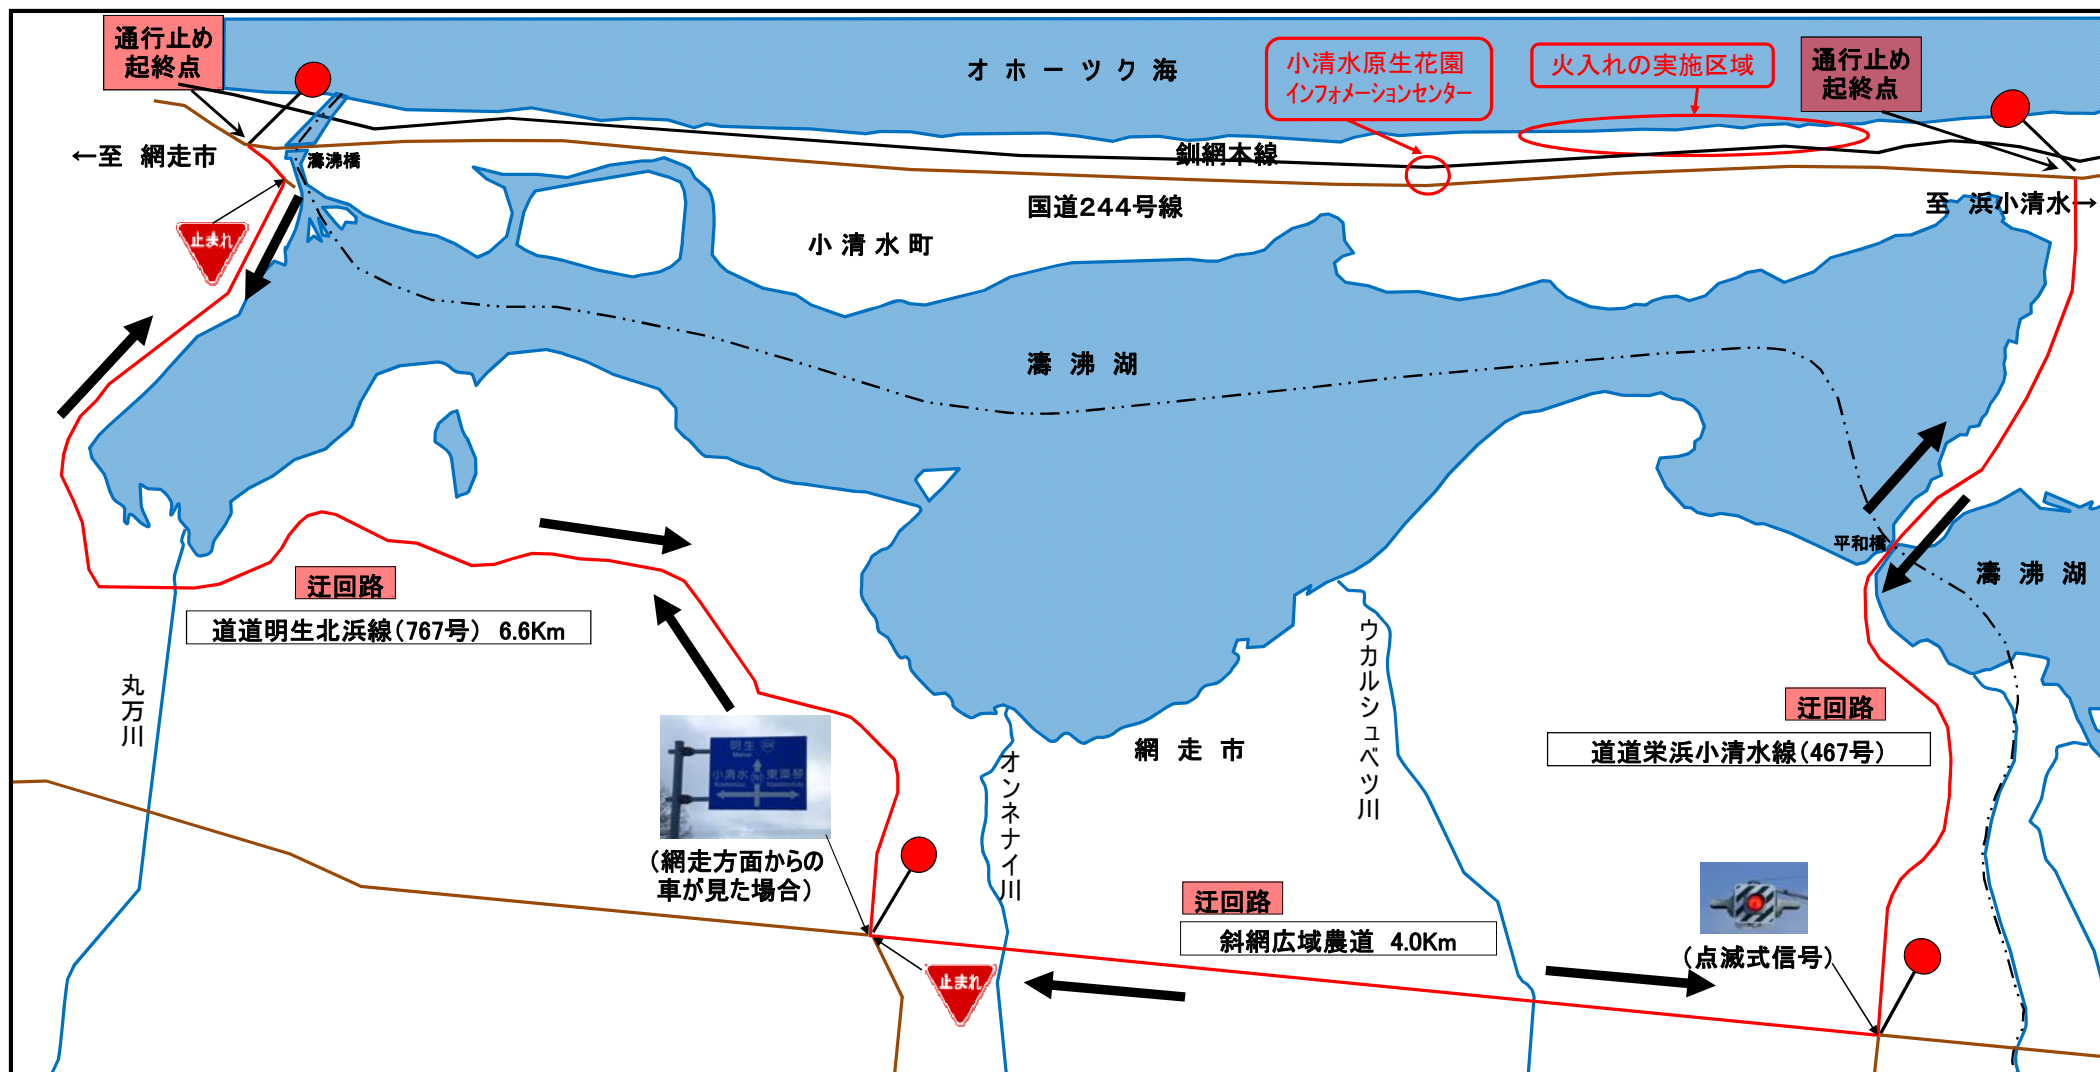 通行止め
起終点
オホーツク海
小清水原生花園
インフォメーションセンター
火入れの実施区域
通行止め
起終点
←至 網走市
濤沸橋
釧網本線
国道244号線
至 浜小清水→
止まれ
小清水町
濤沸湖
平和橋
濤沸湖
迂回路
道道明生北浜線(767号) 6.6Km
丸万川
ウカルシュベツ川
迂回路
道道栄浜小清水線(467号)
網走市
オンネナイ川
明生
小清水
東藻琴
(網走方面からの
車が見た場合)
迂回路
斜網広域農道 4.0Km
(点滅式信号)
止まれ